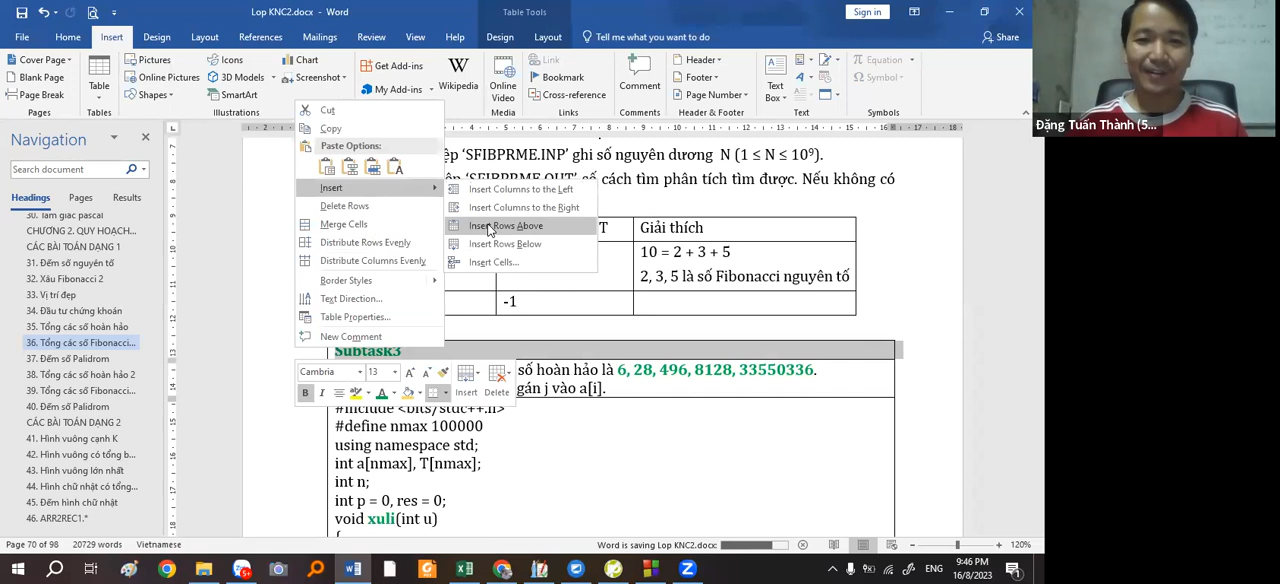 Lop KNC2.docx - Word
Table Tools
Sign in
File
Home
Insert
Design
Layout
References
Mailings
Review
View
Help
Design
Layout
Tell me what you want to do
Share
Cover Page
Blank Page
Page Break
Pages
Table
Tables
Pictures
Online Pictures
Shapes
Icons
3D Models
SmartArt
Chart
Screenshot
Illustrations
Get Add-ins
My Add-ins
Wikipedia
Online Video
Media
Link
Bookmark
Cross-reference
Links
Comment
Comments
Header
Footer
Page Number
Header & Footer
Text Box
Text
Equation
Symbol
Symbols
Đặng Tuấn Thành (5...
Navigation
Search document
Headings
Pages
Results
30. Tam giác pascal
CHƯƠNG 2. QUY HOẠCH...
CÁC BÀI TOÁN DẠNG 1
31. Đếm số nguyên tố
32. Xâu Fibonacci 2
33. Vị trí đẹp
34. Đầu tư chứng khoán
35. Tổng các số hoàn hảo
36. Tổng các số Fibonacci...
37. Đếm số Palidrom
38. Tổng các số hoàn hảo 2
39. Tổng các số Fibonacci...
40. Đếm số Palidrom
CÁC BÀI TOÁN DẠNG 2
41. Hình vuông cạnh K
42. Hình vuông có tổng b...
43. Hình vuông lớn nhất
44. Hình chữ nhật có tổng...
45. Đếm hình chữ nhật
46. ARR2REC1.*
Cut
Copy
Paste Options:
Insert
Delete Rows
Merge Cells
Distribute Rows Evenly
Distribute Columns Evenly
Border Styles
Text Direction...
Table Properties...
New Comment
Insert Columns to the Left
Insert Columns to the Right
Insert Rows Above
Insert Rows Below
Insert Cells...
Cambria
13
Insert
Delete
ệp ‘SFIBPRME.INP’ ghi số nguyên dương N (1 ≤ N ≤ 10⁹).
ệp ‘SFIBPRME.OUT’ số cách tìm phân tích tìm được. Nếu không có
T
Giải thích
10 = 2 + 3 + 5
2, 3, 5 là số Fibonacci nguyên tố
-1
Subtask3
số hoàn hảo là 6, 28, 496, 8128, 33550336.
gán j vào a[i].
#include <bits/stdc++.h>
#define nmax 100000
using namespace std;
int a[nmax], T[nmax];
int n;
int p = 0, res = 0;
void xuli(int u)
{
Page 70 of 98
20729 words
Vietnamese
Word is saving Lop KNC2.docx:
120%
ENG
9:46 PM
16/8/2023